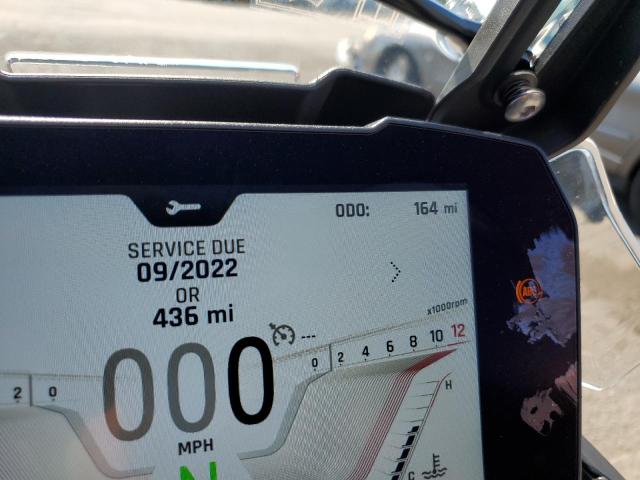 ODO: 164 mi
SERVICE DUE
09/2022
OR
436 mi
ABS
---
x1000rpm
0 2 4 6 8 10 12
2 0
000
H
MPH
N
C